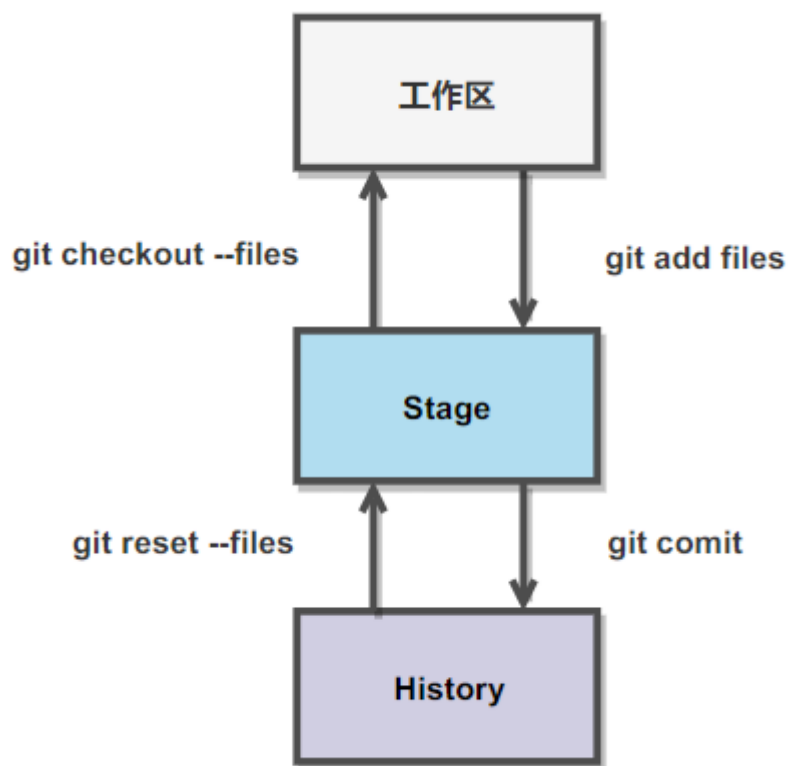 工作区
git checkout --files
git add files
Stage
git reset --files
git comit
History